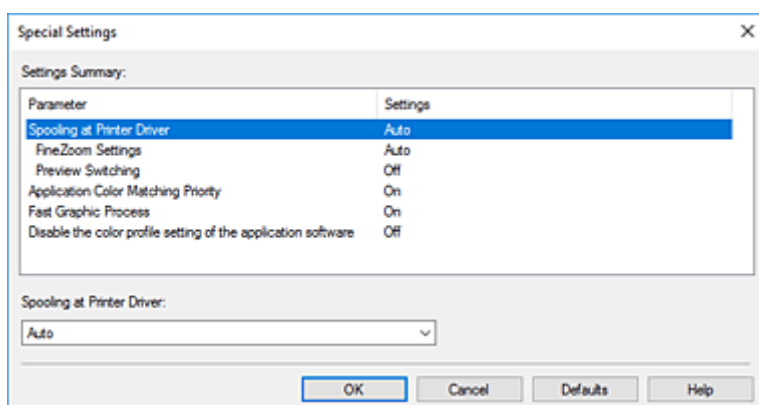 Special Settings
Settings Summary:
Parameter Settings
Spooling at Printer Driver Auto
FineZoom Settings Auto
Preview Switching Off
Application Color Matching Priority On
Fast Graphic Process On
Disable the color profile setting of the application software Off
Spooling at Printer Driver:
Auto
OK Cancel Defaults Help